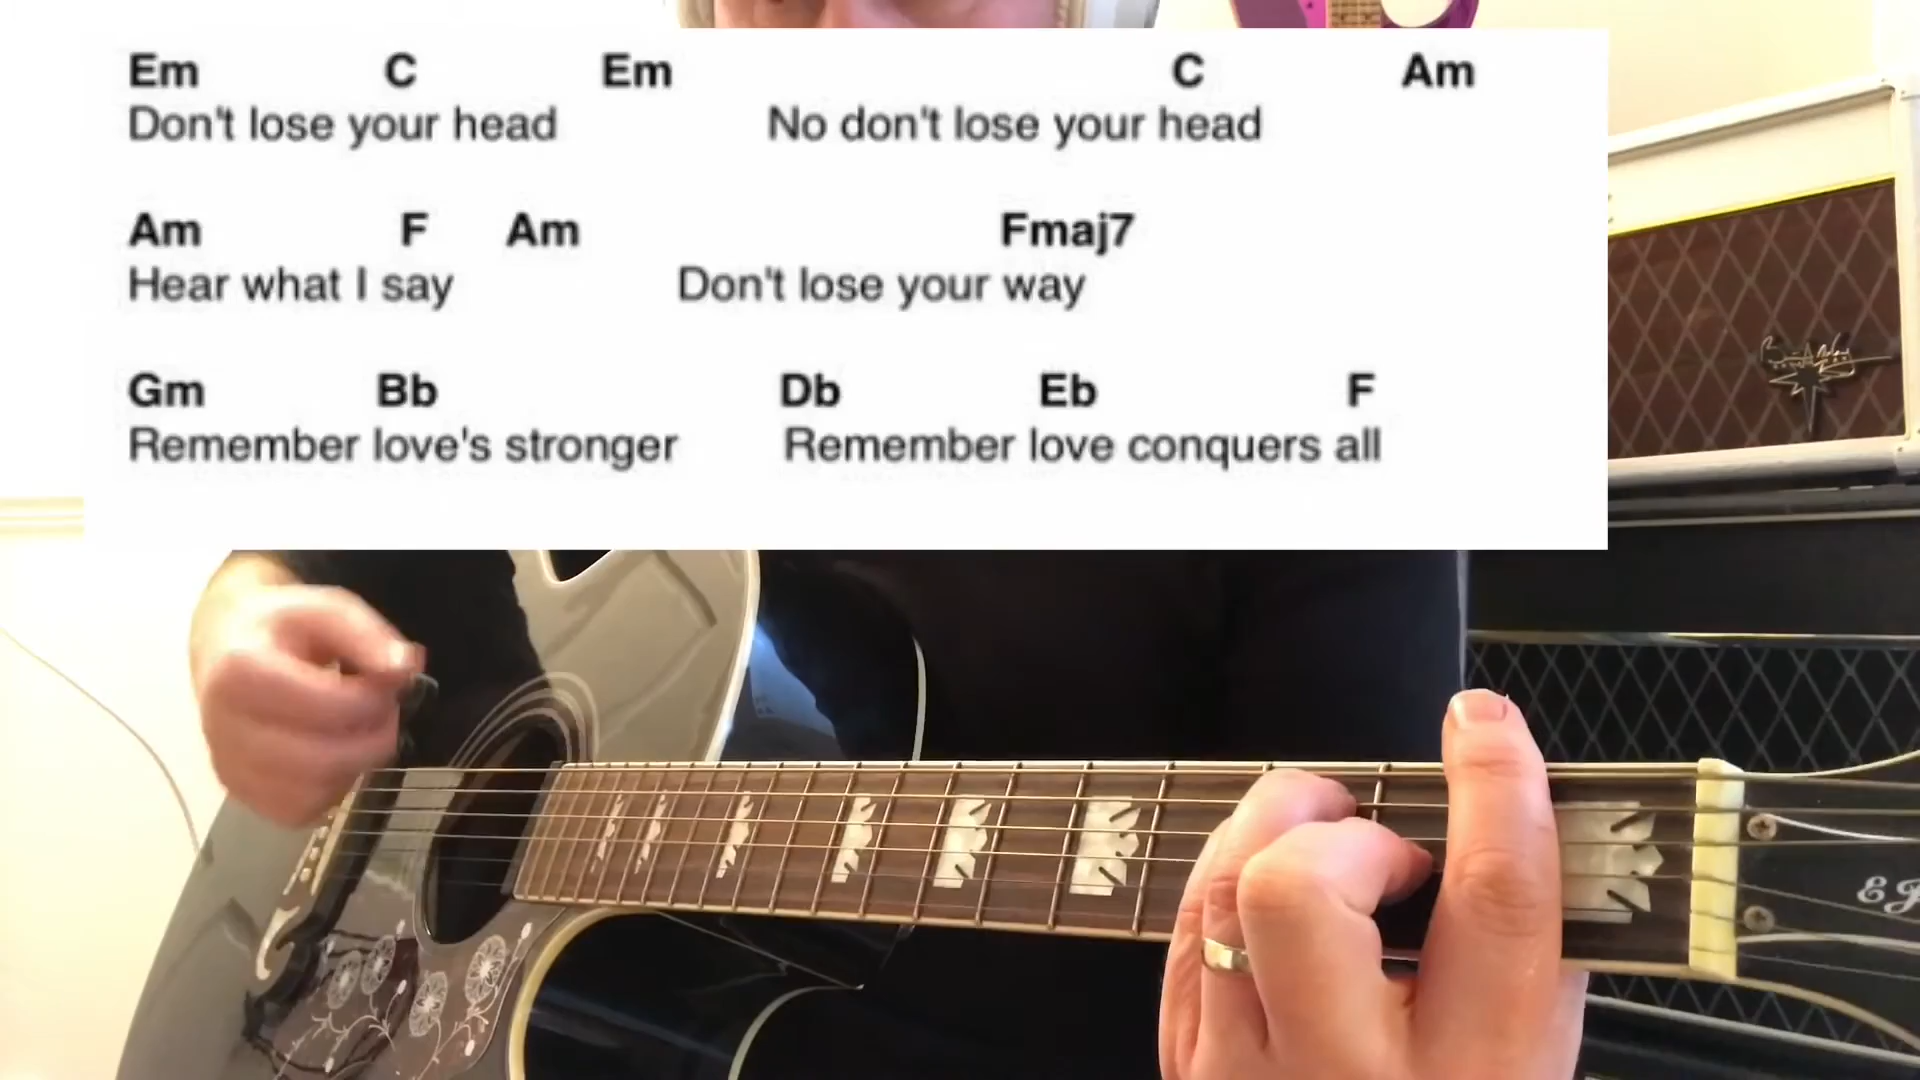 Em C Em C Am
Don't lose your head No don't lose your head
Am F Am Fmaj7
Hear what I say Don't lose your way
Gm Bb Db Eb F
Remember love's stronger Remember love conquers all